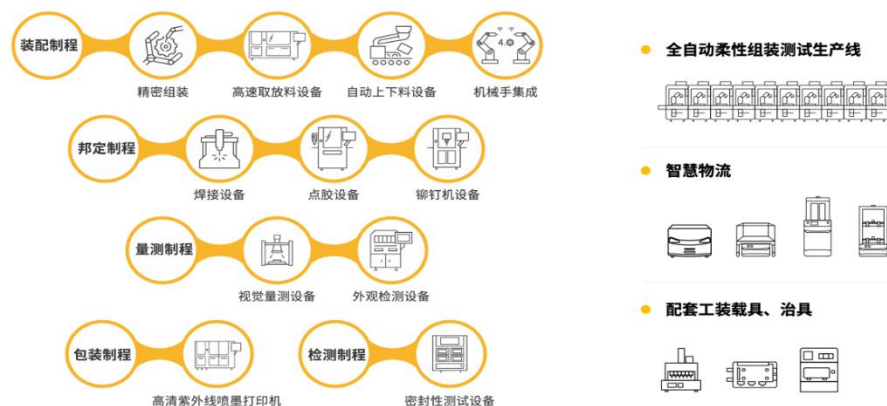 装配制程
精密组装
高速取放料设备
自动上下料设备
4.0
机械手集成
邦定制程
焊接设备
点胶设备
铆钉机设备
量测制程
视觉量测设备
外观检测设备
包装制程
高清紫外线喷墨打印机
检测制程
密封性测试设备
全自动柔性组装测试生产线
智慧物流
配套工装载具、治具